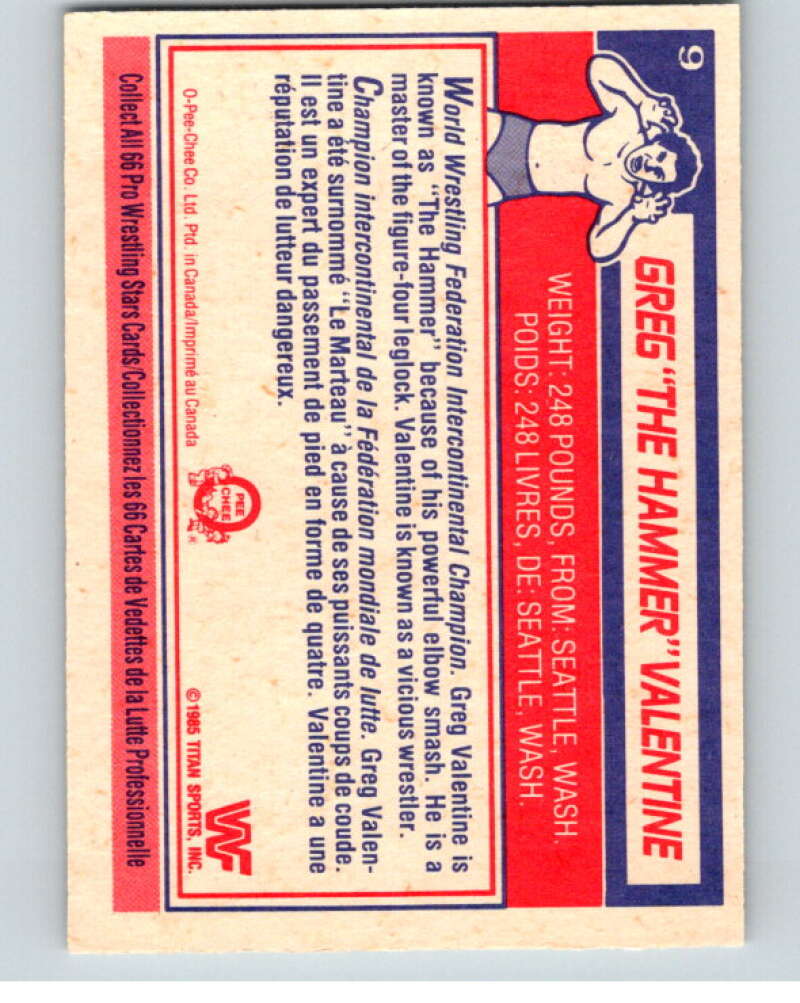 9
GREG "THE HAMMER" VALENTINE
WEIGHT: 248 POUNDS, FROM: SEATTLE, WASH.
POIDS: 248 LIVRES, DE: SEATTLE, WASH.
World Wrestling Federation Intercontinental Champion. Greg Valentine is
known as "The Hammer" because of his powerful elbow smash. He is a
master of the figure-four leglock. Valentine is known as a vicious wrestler.
Champion intercontinental de la Fédération mondiale de lutte. Greg Valen-
tine a été surnommé "Le Marteau" à cause de ses puissants coups de coude.
Il est un expert du passement de pied en forme de quatre. Valentine a une
réputation de lutteur dangereux.
O-Pee-Chee Co. Ltd. Ptd. in Canada/Imprimé au Canada
O
PEE
CHEE
WF
©1985 TITAN SPORTS, INC.
Collect All 66 Pro Wrestling Stars Cards/Collectionnez les 66 Cartes de Vedettes de la Lutte Professionnelle